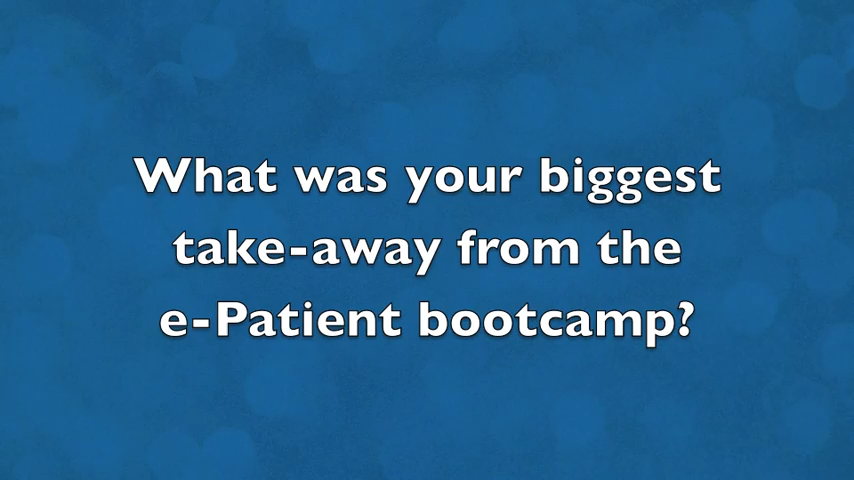 What was your biggest
take-away from the
e-Patient bootcamp?